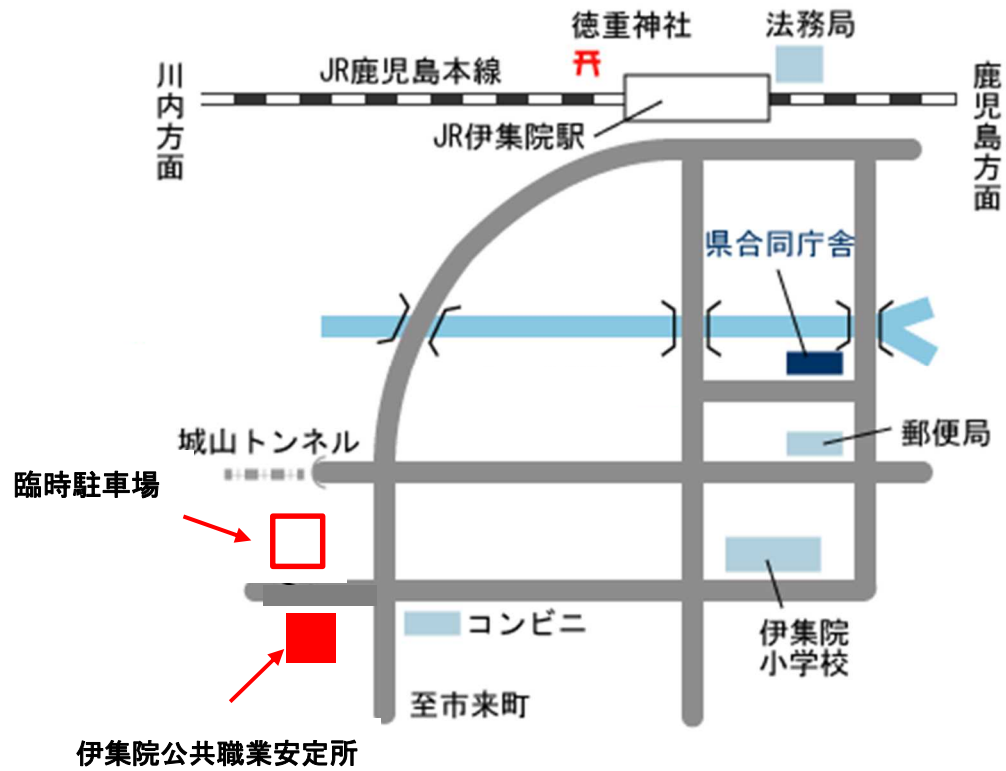 徳重神社
法務局
JR鹿児島本線
川内方面
鹿児島方面
JR伊集院駅
県合同庁舎
郵便局
城山トンネル
臨時駐車場
コンビニ
伊集院
小学校
至市来町
伊集院公共職業安定所